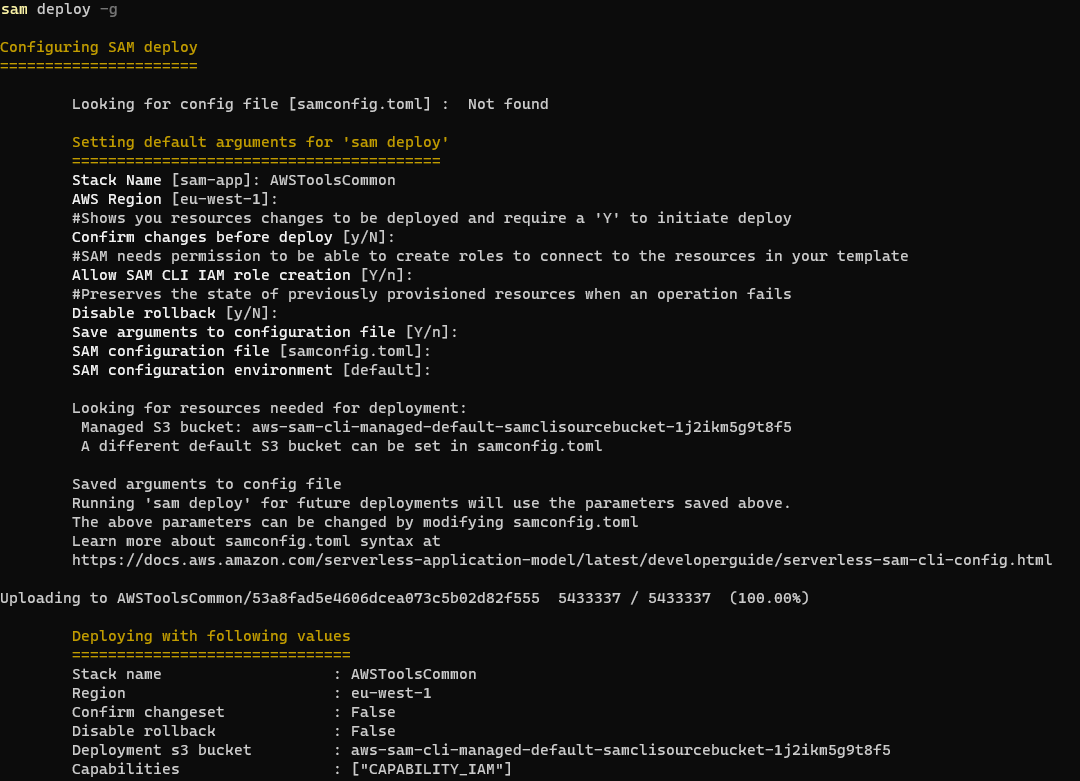 sam deploy -g
Configuring SAM deploy
======================
Looking for config file [samconfig.toml] :  Not found
Setting default arguments for 'sam deploy'
=========================================
Stack Name [sam-app]: AWSToolsCommon
AWS Region [eu-west-1]:
#Shows you resources changes to be deployed and require a 'Y' to initiate deploy
Confirm changes before deploy [y/N]:
#SAM needs permission to be able to create roles to connect to the resources in your template
Allow SAM CLI IAM role creation [Y/n]:
#Preserves the state of previously provisioned resources when an operation fails
Disable rollback [y/N]:
Save arguments to configuration file [Y/n]:
SAM configuration file [samconfig.toml]:
SAM configuration environment [default]:
Looking for resources needed for deployment:
Managed S3 bucket: aws-sam-cli-managed-default-samclisourcebucket-1j2ikm5g9t8f5
A different default S3 bucket can be set in samconfig.toml
Saved arguments to config file
Running 'sam deploy' for future deployments will use the parameters saved above.
The above parameters can be changed by modifying samconfig.toml
Learn more about samconfig.toml syntax at
https://docs.aws.amazon.com/serverless-application-model/latest/developerguide/serverless-sam-cli-config.html
Uploading to AWSToolsCommon/53a8fad5e4606dcea073c5b02d82f555  5433337 / 5433337  (100.00%)
Deploying with following values
===============================
Stack name                   : AWSToolsCommon
Region                       : eu-west-1
Confirm changeset            : False
Disable rollback             : False
Deployment s3 bucket         : aws-sam-cli-managed-default-samclisourcebucket-1j2ikm5g9t8f5
Capabilities                 : ["CAPABILITY_IAM"]